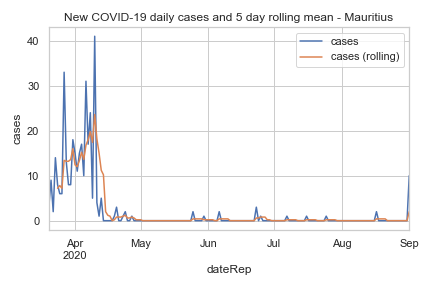 New COVID-19 daily cases and 5 day rolling mean - Mauritius
cases
cases (rolling)
cases
40
30
20
10
0
Apr
2020
May
Jun
Jul
Aug
Sep
dateRep